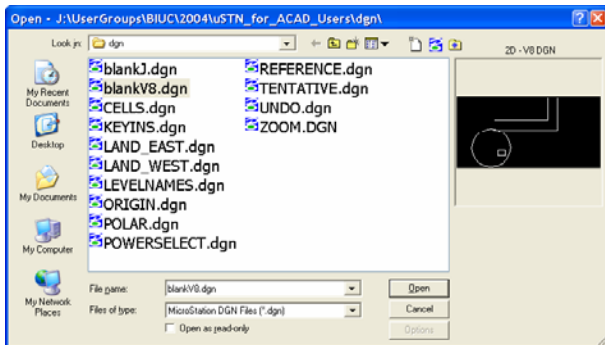 Open - J:\UserGroups\BIUC\2004\uSTN_for_ACAD_Users\dgn\
Look in: dgn
2D - V8 DGN
My Recent Documents
Desktop
My Documents
My Computer
My Network Places
blankJ.dgn
blankV8.dgn
CELLS.dgn
KEYINS.dgn
LAND_EAST.dgn
LAND_WEST.dgn
LEVELNAMES.dgn
ORIGIN.dgn
POLAR.dgn
POWERSELECT.dgn
REFERENCE.dgn
TENTATIVE.dgn
UNDO.dgn
ZOOM.DGN
File name: blankV8.dgn Open
Files of type: MicroStation DGN Files (*.dgn) Cancel
Open as read-only Options